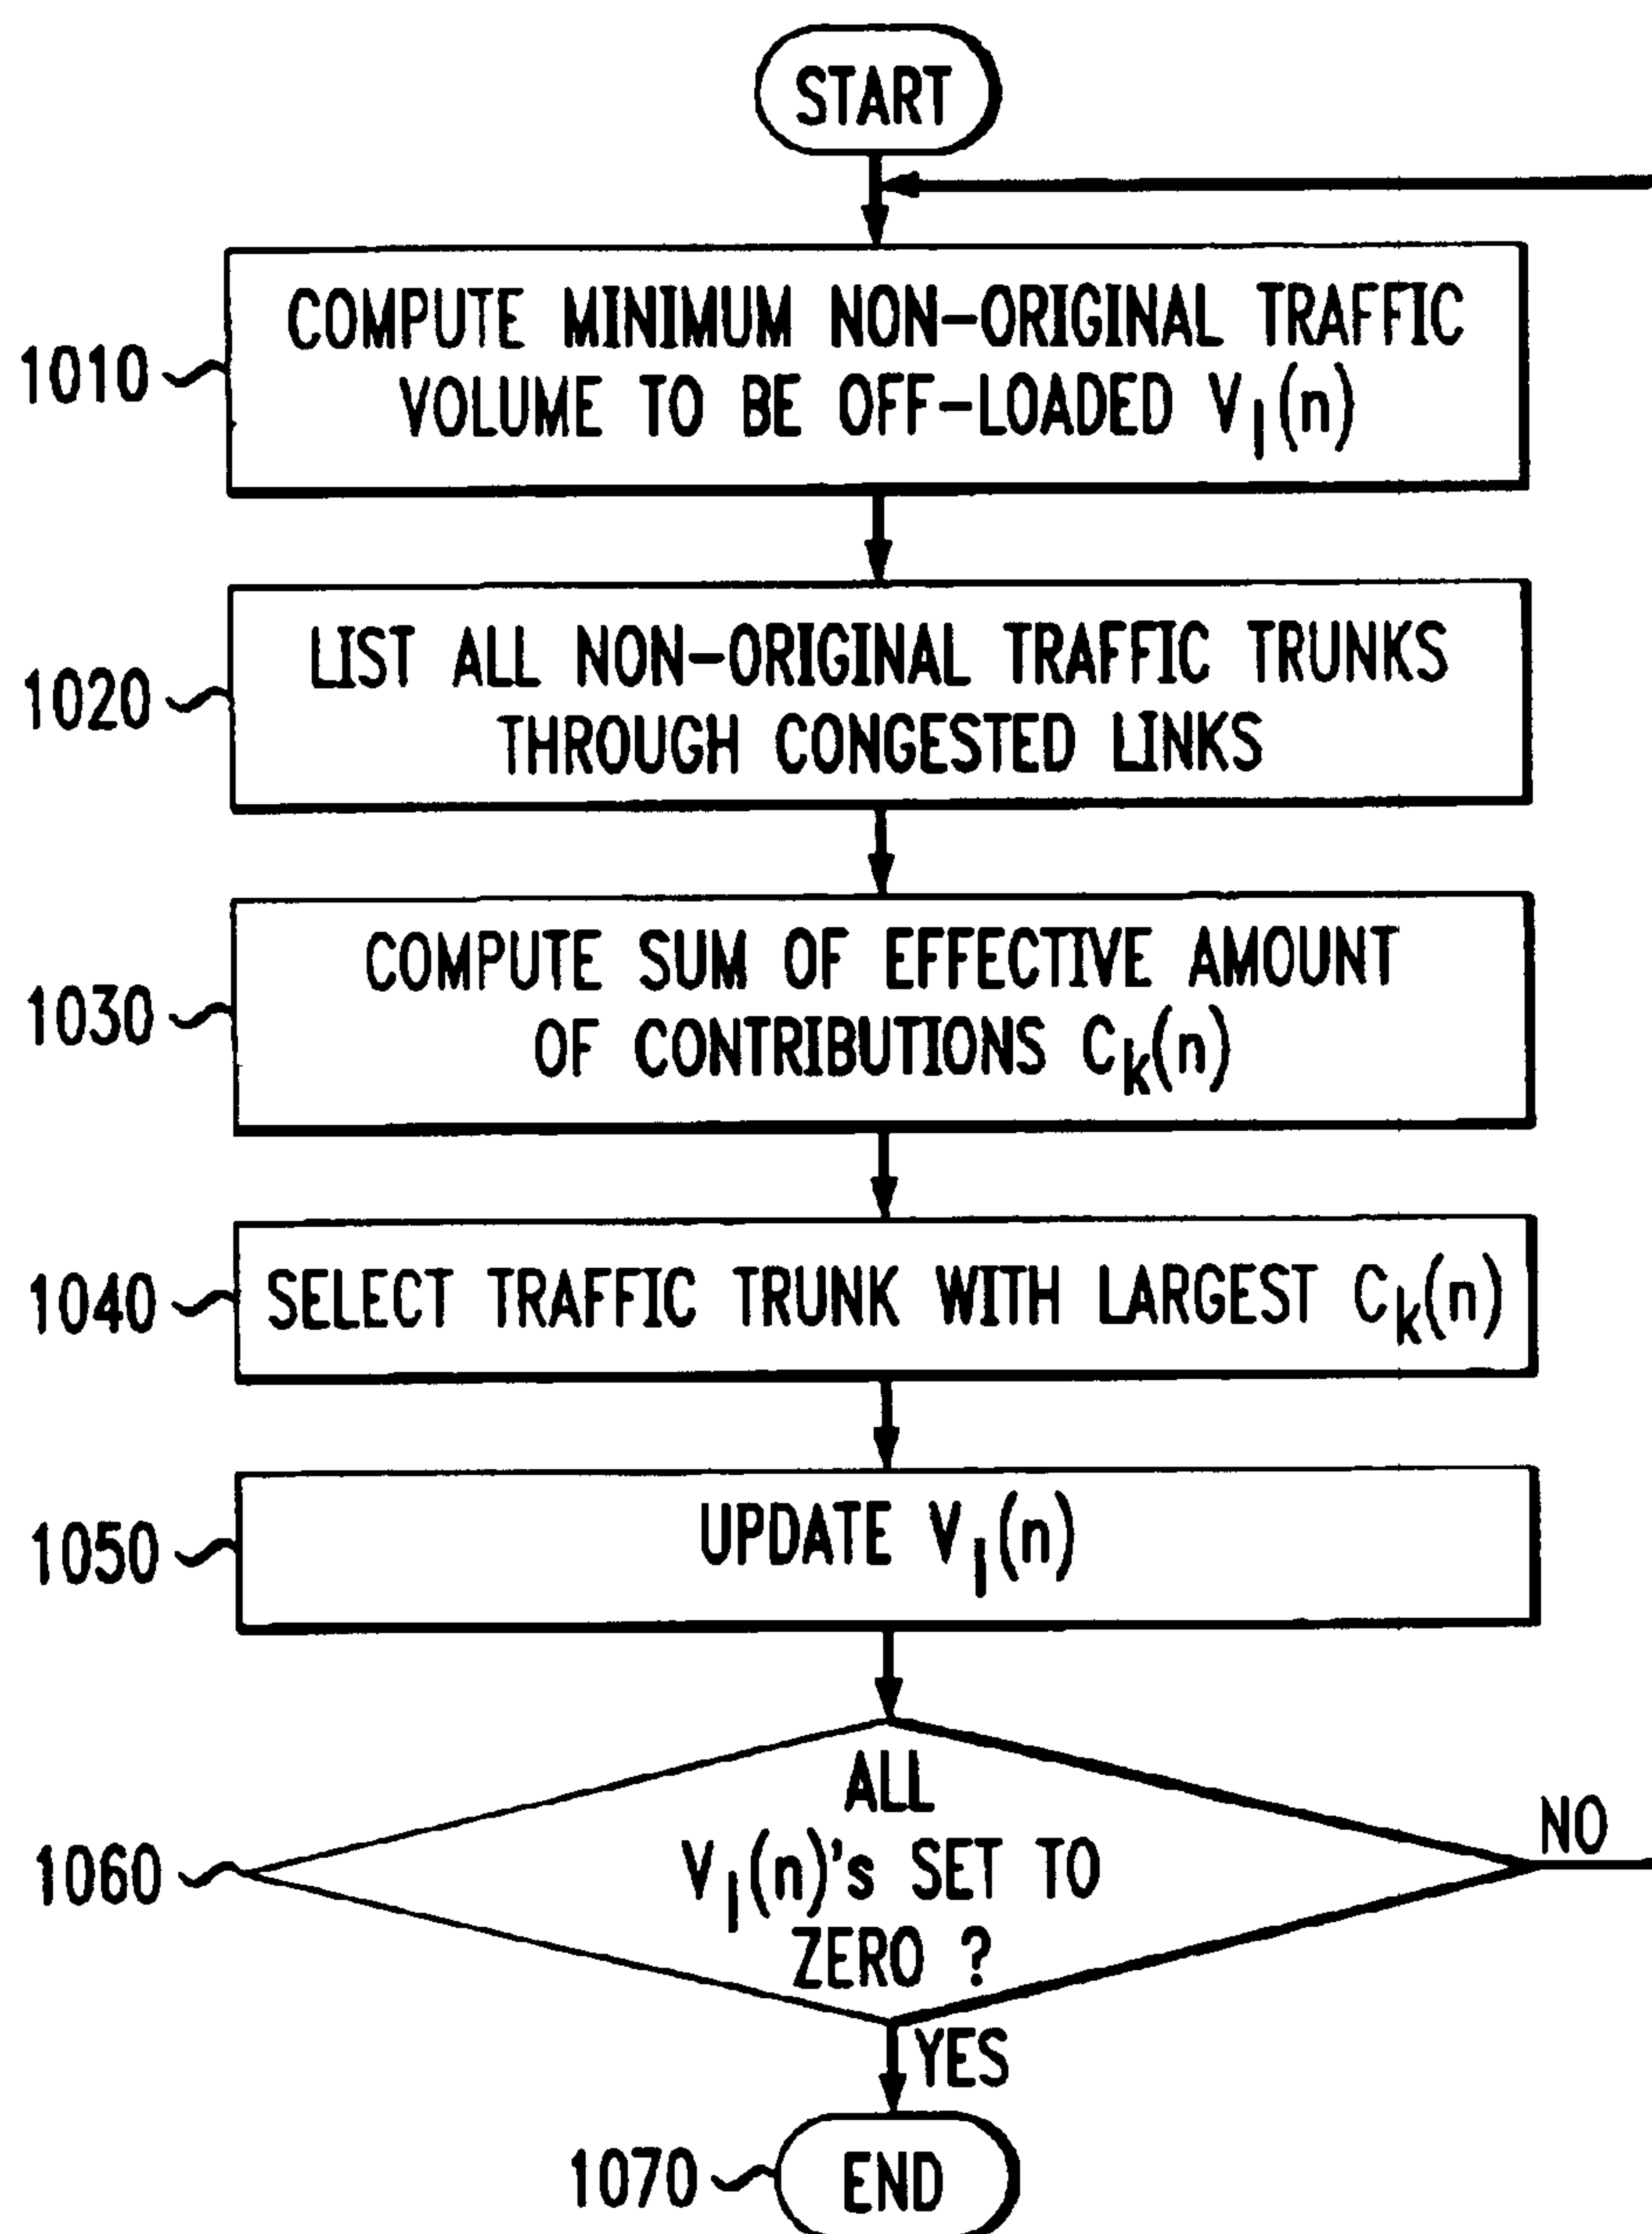 START
1010
COMPUTE MINIMUM NON-ORIGINAL TRAFFIC
VOLUME TO BE OFF-LOADED V_l(n)
1020
LIST ALL NON-ORIGINAL TRAFFIC TRUNKS
THROUGH CONGESTED LINKS
1030
COMPUTE SUM OF EFFECTIVE AMOUNT
OF CONTRIBUTIONS C_k(n)
1040
SELECT TRAFFIC TRUNK WITH LARGEST C_k(n)
1050
UPDATE V_l(n)
1060
ALL
V_l(n)'s SET TO
ZERO ?
NO
YES
1070
END